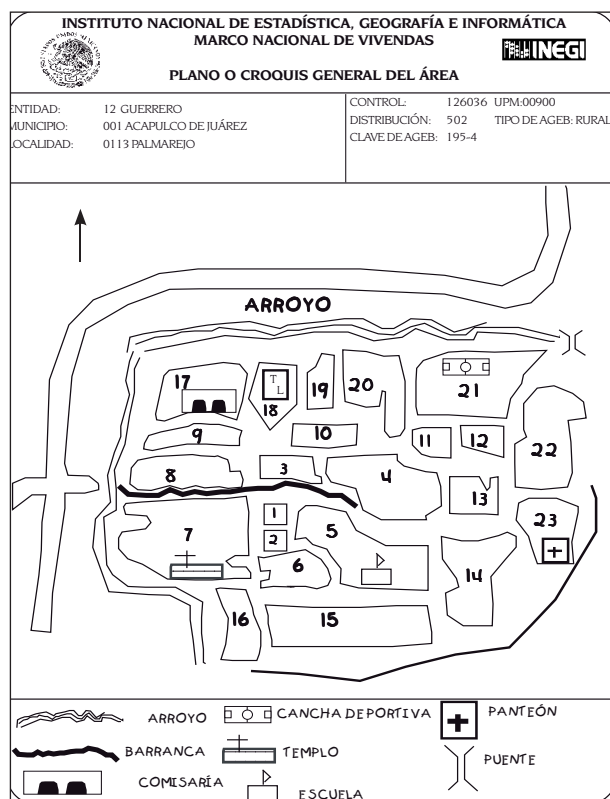 INSTITUTO NACIONAL DE ESTADÍSTICA, GEOGRAFÍA E INFORMÁTICA
MARCO NACIONAL DE VIVENDAS
INEGI
PLANO O CROQUIS GENERAL DEL ÁREA
ENTIDAD: 12 GUERRERO
MUNICIPIO: 001 ACAPULCO DE JUÁREZ
LOCALIDAD: 0113 PALMAREJO
CONTROL: 126036 UPM:00900
DISTRIBUCIÓN: 502 TIPO DE AGEB: RURAL
CLAVE DE AGEB: 195-4
ARROYO
17
T L
18
19
20
21
9
10
11
12
22
8
3
4
13
7
1
2
5
23
6
14
16
15
ARROYO
CANCHA DEPORTIVA
PANTEÓN
BARRANCA
TEMPLO
PUENTE
COMISARÍA
ESCUELA